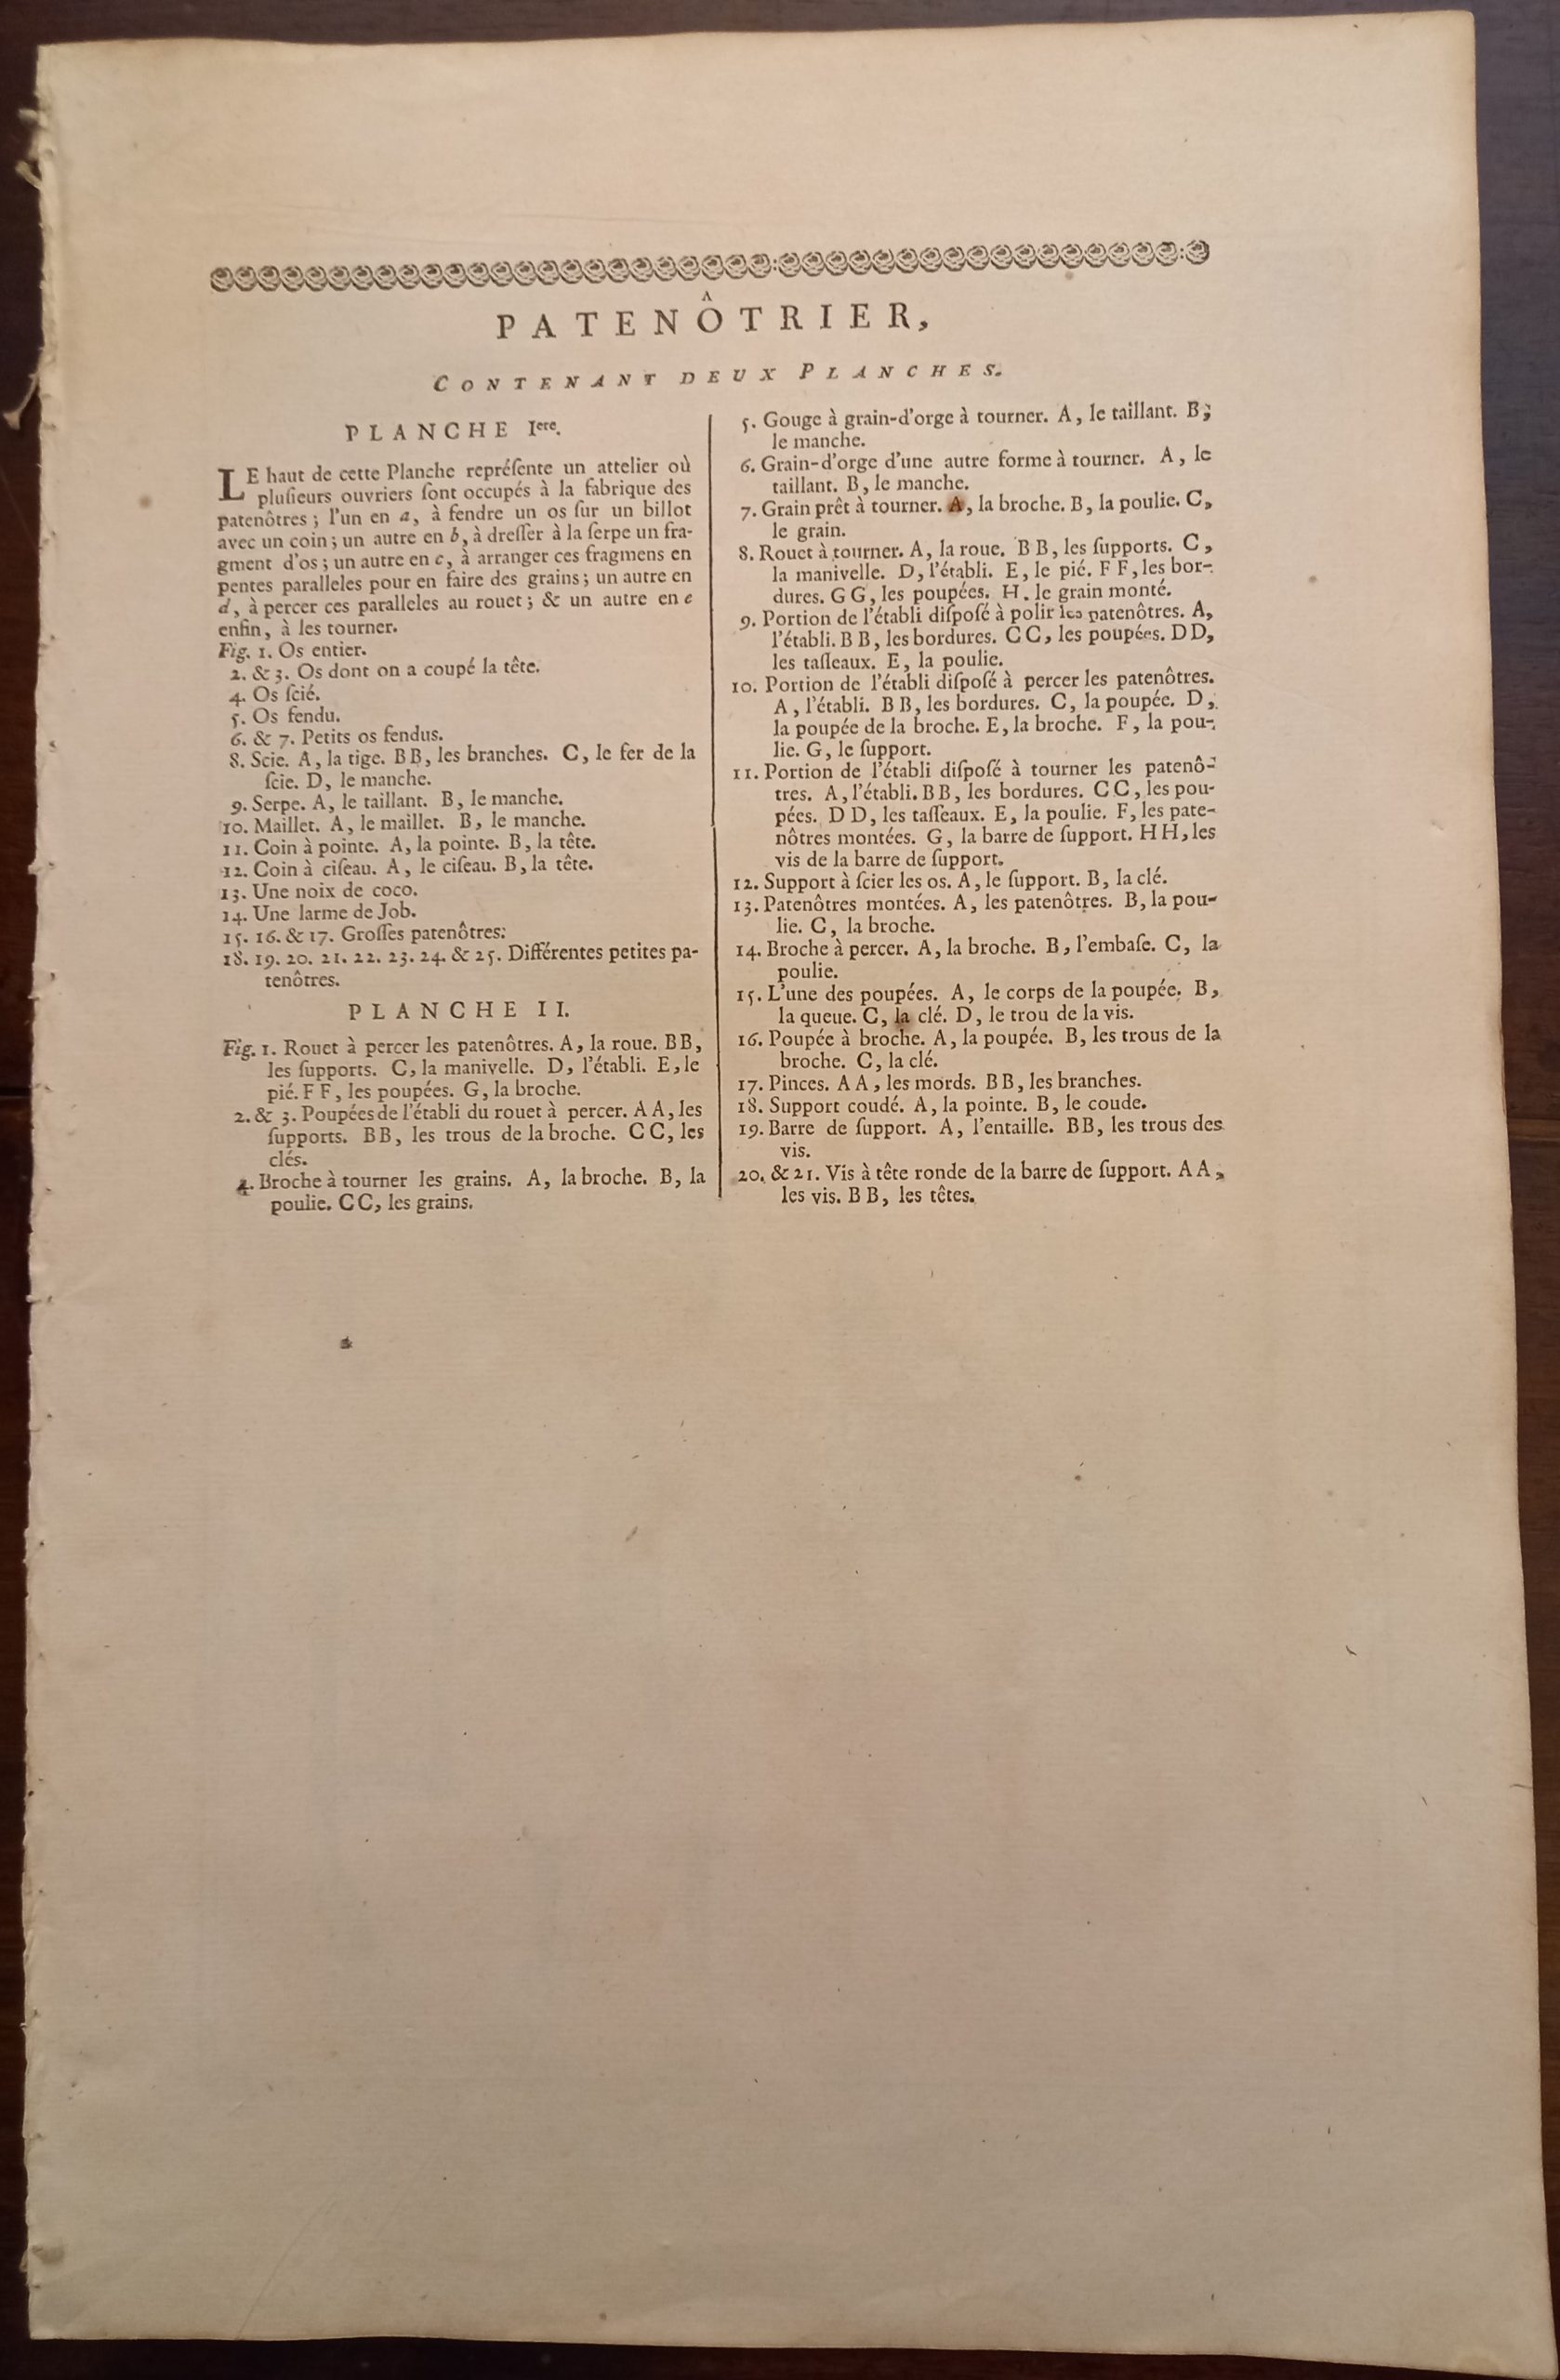 PATENÔTRIER,
CONTENANT DEUX PLANCHES.
PLANCHE Iere.
LE haut de cette Planche repréſente un attelier où
pluſieurs ouvriers ſont occupés à la fabrique des
patenôtres ; l'un en a, à fendre un os ſur un billot
avec un coin ; un autre en b, à dreſſer à la ſerpe un fra-
gment d'os ; un autre en c, à arranger ces fragmens en
pentes paralleles pour en faire des grains ; un autre en
d, à percer ces paralleles au rouet ; & un autre en e
enfin, à les tourner.
Fig. 1. Os entier.
2. & 3. Os dont on a coupé la tête.
4. Os ſcié.
5. Os fendu.
6. & 7. Petits os fendus.
8. Scie. A, la tige. BB, les branches. C, le fer de la
ſcie. D, le manche.
9. Serpe. A, le taillant. B, le manche.
10. Maillet. A, le maillet. B, le manche.
11. Coin à pointe. A, la pointe. B, la tête.
12. Coin à ciſeau. A, le ciſeau. B, la tête.
13. Une noix de coco.
14. Une larme de Job.
15. 16. & 17. Groſſes patenôtres:
18. 19. 20. 21. 22. 23. 24. & 25. Différentes petites pa-
tenôtres.
PLANCHE II.
Fig. 1. Rouet à percer les patenôtres. A, la roue. BB,
les ſupports. C, la manivelle. D, l'établi. E, le
pié. FF, les poupées. G, la broche.
2. & 3. Poupées de l'établi du rouet à percer. AA, les
ſupports. BB, les trous de la broche. CC, les
clés.
4. Broche à tourner les grains. A, la broche. B, la
poulie. CC, les grains.
5. Gouge à grain-d'orge à tourner. A, le taillant. B;
le manche.
6. Grain-d'orge d'une autre forme à tourner. A, le
taillant. B, le manche.
7. Grain prêt à tourner. A, la broche. B, la poulie. C,
le grain.
8. Rouet à tourner. A, la roue. BB, les ſupports. C,
la manivelle. D, l'établi. E, le pié. FF, les bor-
dures. GG, les poupées. H. le grain monté.
9. Portion de l'établi diſpoſé à polir les patenôtres. A,
l'établi. BB, les bordures. CC, les poupées. DD,
les taſſeaux. E, la poulie.
10. Portion de l'établi diſpoſé à percer les patenôtres.
A, l'établi. BB, les bordures. C, la poupée. D,
la poupée de la broche. E, la broche. F, la pou-
lie. G, le ſupport.
11. Portion de l'établi diſpoſé à tourner les patenô-
tres. A, l'établi. BB, les bordures. CC, les pou-
pées. DD, les taſſeaux. E, la poulie. F, les pate-
nôtres montées. G, la barre de ſupport. HH, les
vis de la barre de ſupport.
12. Support à ſcier les os. A, le ſupport. B, la clé.
13. Patenôtres montées. A, les patenôtres. B, la pou-
lie. C, la broche.
14. Broche à percer. A, la broche. B, l'embaſe. C, la
poulie.
15. L'une des poupées. A, le corps de la poupée. B,
la queue. C, la clé. D, le trou de la vis.
16. Poupée à broche. A, la poupée. B, les trous de la
broche. C, la clé.
17. Pinces. AA, les mords. BB, les branches.
18. Support coudé. A, la pointe. B, le coude.
19. Barre de ſupport. A, l'entaille. BB, les trous des
vis.
20. & 21. Vis à tête ronde de la barre de ſupport. AA,
les vis. BB, les têtes.